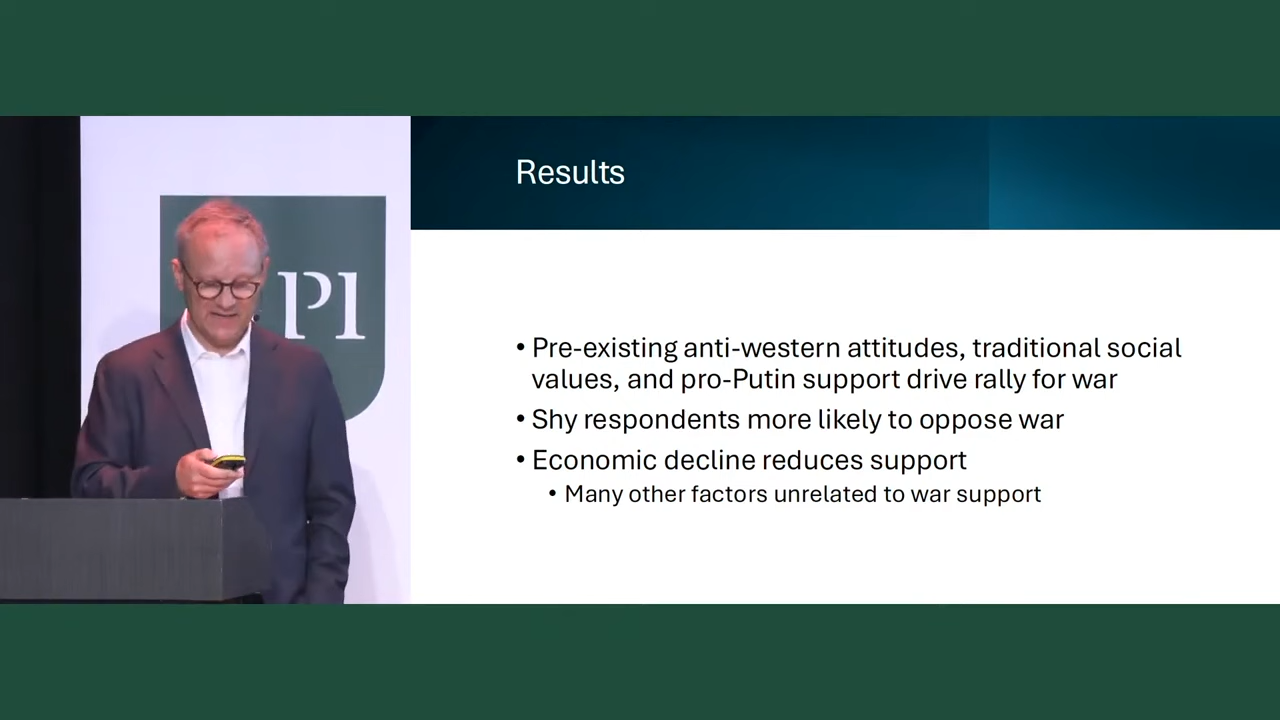 PI
Results
• Pre-existing anti-western attitudes, traditional social
values, and pro-Putin support drive rally for war
• Shy respondents more likely to oppose war
• Economic decline reduces support
• Many other factors unrelated to war support